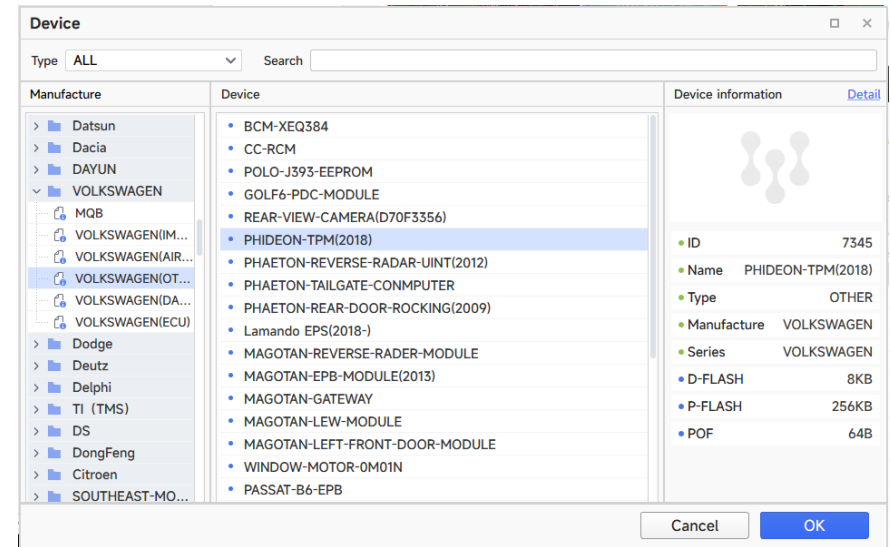 Device
Type ALL Search
Manufacture
Datsun
Dacia
DAYUN
VOLKSWAGEN
MQB
VOLKSWAGEN(IM...
VOLKSWAGEN(AIR...
VOLKSWAGEN(OT...
VOLKSWAGEN(DA...
VOLKSWAGEN(ECU)
Dodge
Deutz
Delphi
TI (TMS)
DS
DongFeng
Citroen
SOUTHEAST-MO...
Device
BCM-XEQ384
CC-RCM
POLO-J393-EEPROM
GOLF6-PDC-MODULE
REAR-VIEW-CAMERA(D70F3356)
PHIDEON-TPM(2018)
PHAETON-REVERSE-RADAR-UINT(2012)
PHAETON-TAILGATE-CONMPUTER
PHAETON-REAR-DOOR-ROCKING(2009)
Lamando EPS(2018-)
MAGOTAN-REVERSE-RADER-MODULE
MAGOTAN-EPB-MODULE(2013)
MAGOTAN-GATEWAY
MAGOTAN-LEW-MODULE
MAGOTAN-LEFT-FRONT-DOOR-MODULE
WINDOW-MOTOR-0M01N
PASSAT-B6-EPB
Device information Detail
ID 7345
Name PHIDEON-TPM(2018)
Type OTHER
Manufacture VOLKSWAGEN
Series VOLKSWAGEN
D-FLASH 8KB
P-FLASH 256KB
POF 64B
Cancel OK